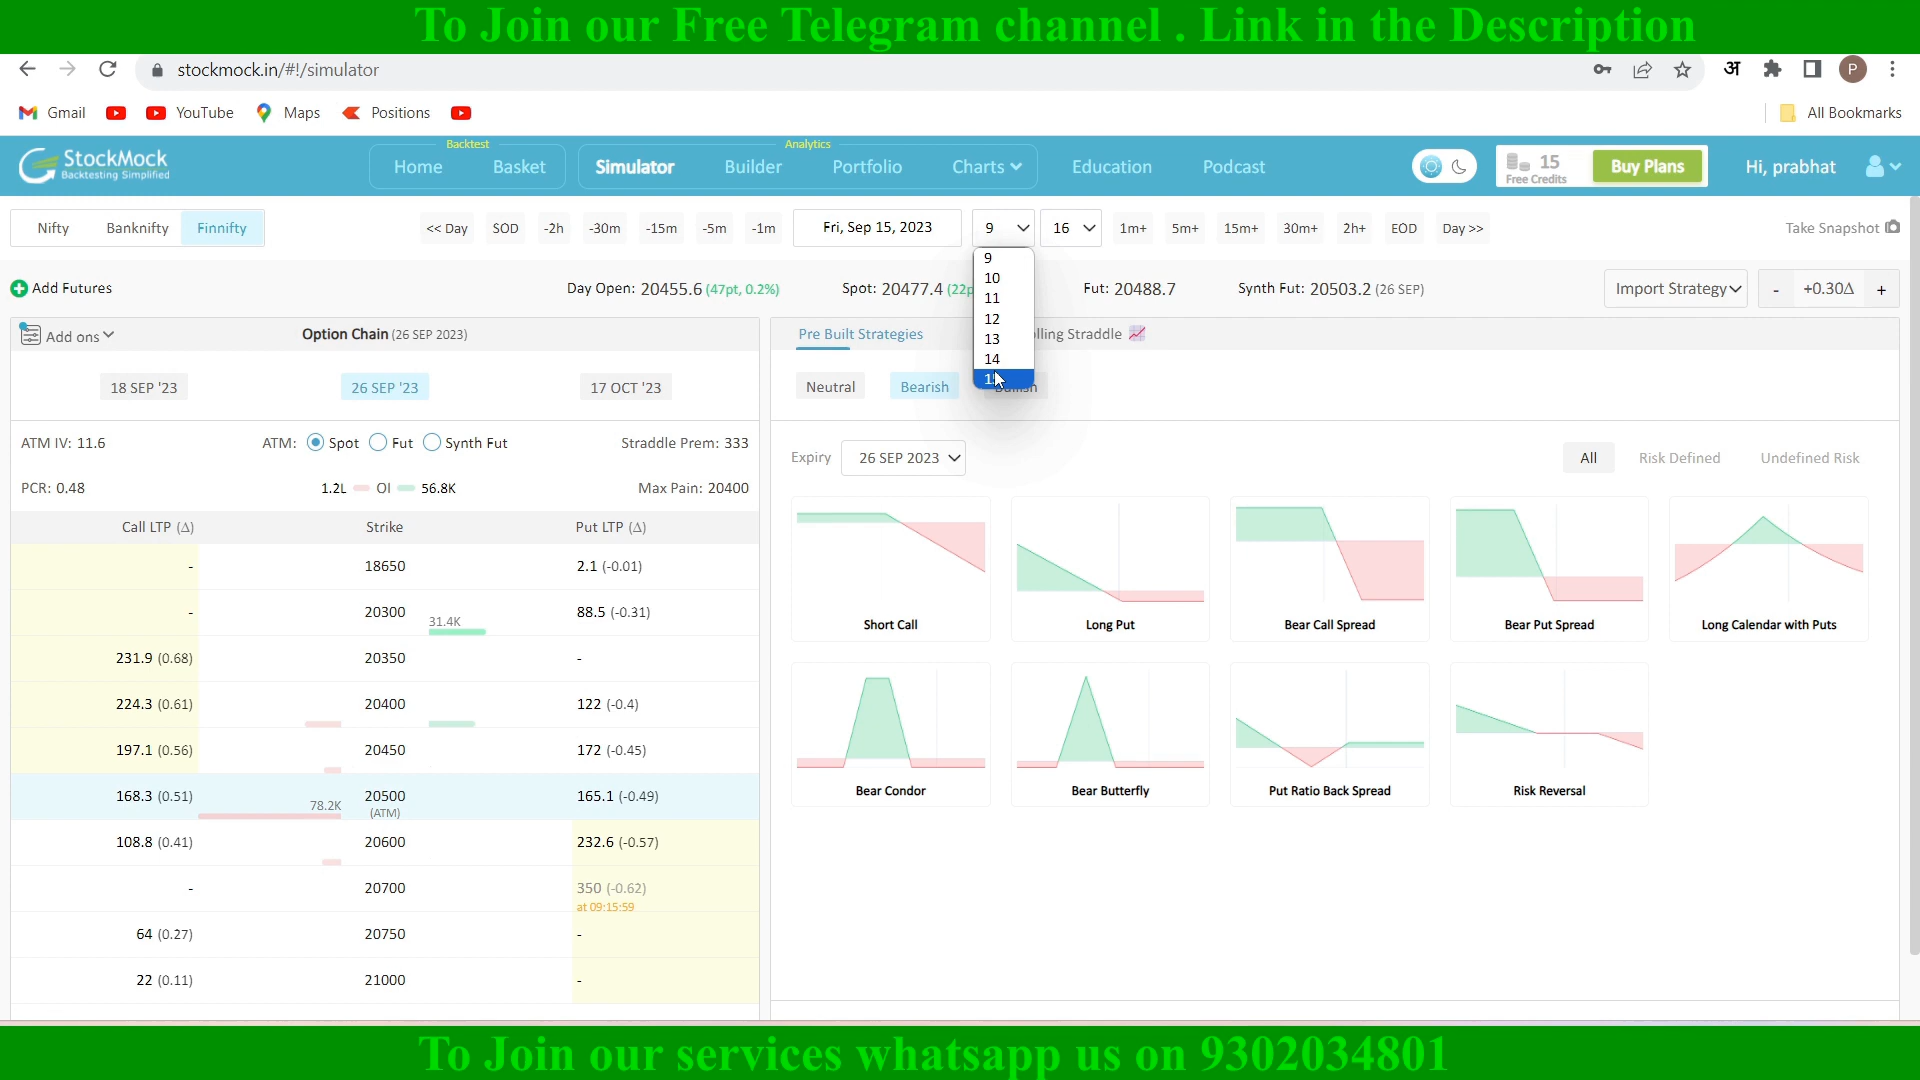 To Join our Free Telegram channel . Link in the Description
stockmock.in/#!/simulator
अ
P
Gmail
YouTube
Maps
Positions
All Bookmarks
StockMock
Backtesting Simplified
Backtest
Home
Basket
Simulator
Analytics
Builder
Portfolio
Charts
Education
Podcast
15
Free Credits
Buy Plans
Hi, prabhat
Nifty
Banknifty
Finnifty
<< Day
SOD
-2h
-30m
-15m
-5m
-1m
Fri, Sep 15, 2023
9
16
1m+
5m+
15m+
30m+
2h+
EOD
Day >>
Take Snapshot
9
10
11
12
13
14
Add Futures
Day Open: 20455.6 (47pt, 0.2%)
Spot: 20477.4 (22p
Fut: 20488.7
Synth Fut: 20503.2 (26 SEP)
Import Strategy
- +0.30Δ +
Add ons
Option Chain (26 SEP 2023)
Pre Built Strategies
lling Straddle
18 SEP '23
26 SEP '23
17 OCT '23
Neutral
Bearish
ATM IV: 11.6
ATM: Spot Fut Synth Fut
Straddle Prem: 333
PCR: 0.48
1.2L OI 56.8K
Max Pain: 20400
Expiry
26 SEP 2023
All
Risk Defined
Undefined Risk
Call LTP (Δ) Strike Put LTP (Δ)
- 18650 2.1 (-0.01)
- 20300 31.4K 88.5 (-0.31)
231.9 (0.68) 20350 -
224.3 (0.61) 20400 122 (-0.4)
197.1 (0.56) 20450 172 (-0.45)
168.3 (0.51) 78.2K 20500 165.1 (-0.49)
(ATM)
108.8 (0.41) 20600 232.6 (-0.57)
- 20700 350 (-0.62)
at 09:15:59
64 (0.27) 20750 -
22 (0.11) 21000 -
Short Call
Long Put
Bear Call Spread
Bear Put Spread
Long Calendar with Puts
Bear Condor
Bear Butterfly
Put Ratio Back Spread
Risk Reversal
To Join our services whatsapp us on 9302034801